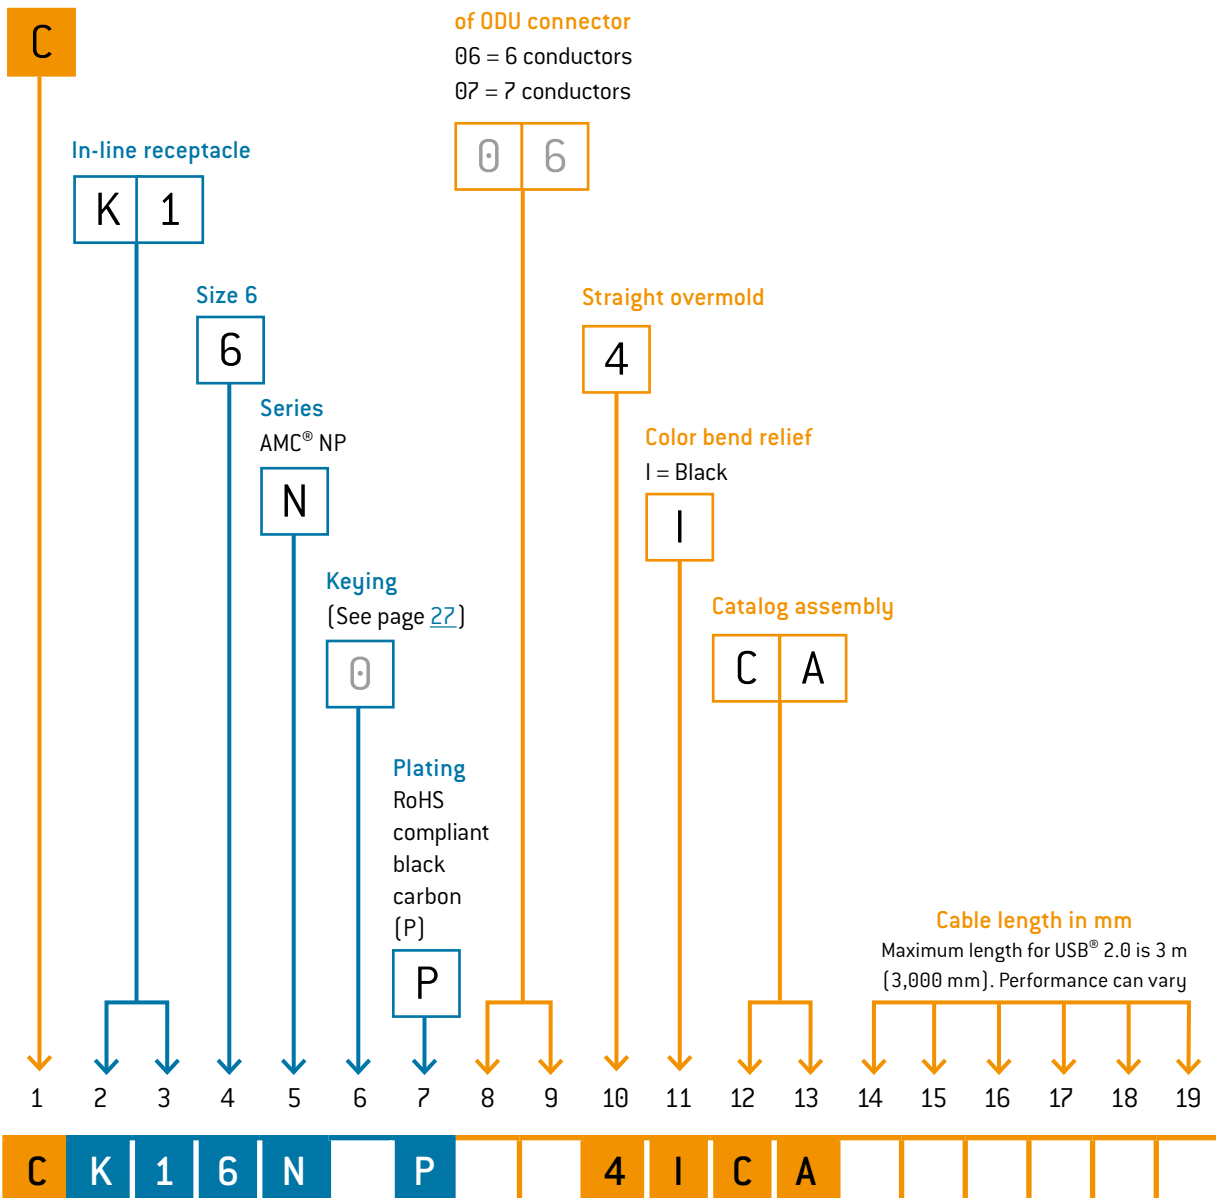 C
of ODU connector
06 = 6 conductors
07 = 7 conductors
0 6
In-line receptacle
K 1
Size 6
6
Straight overmold
4
Series
AMC® NP
N
Color bend relief
I = Black
I
Keying
(See page 27)
0
Catalog assembly
C A
Plating
RoHS
compliant
black
carbon
(P)
P
Cable length in mm
Maximum length for USB® 2.0 is 3 m
(3,000 mm). Performance can vary
1 2 3 4 5 6 7 8 9 10 11 12 13 14 15 16 17 18 19
C K 1 6 N P 4 I C A